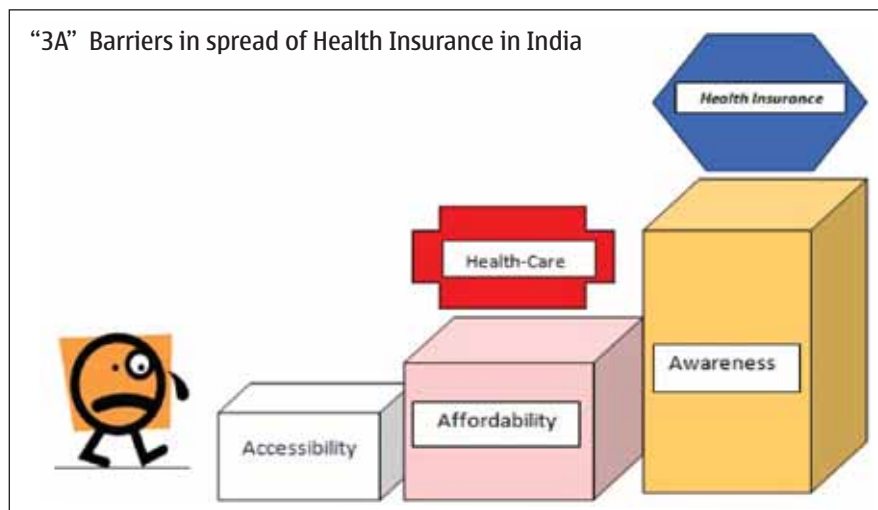 “3A” Barriers in spread of Health Insurance in India
Health Insurance
Health-Care
Awareness
Affordability
Accessibility